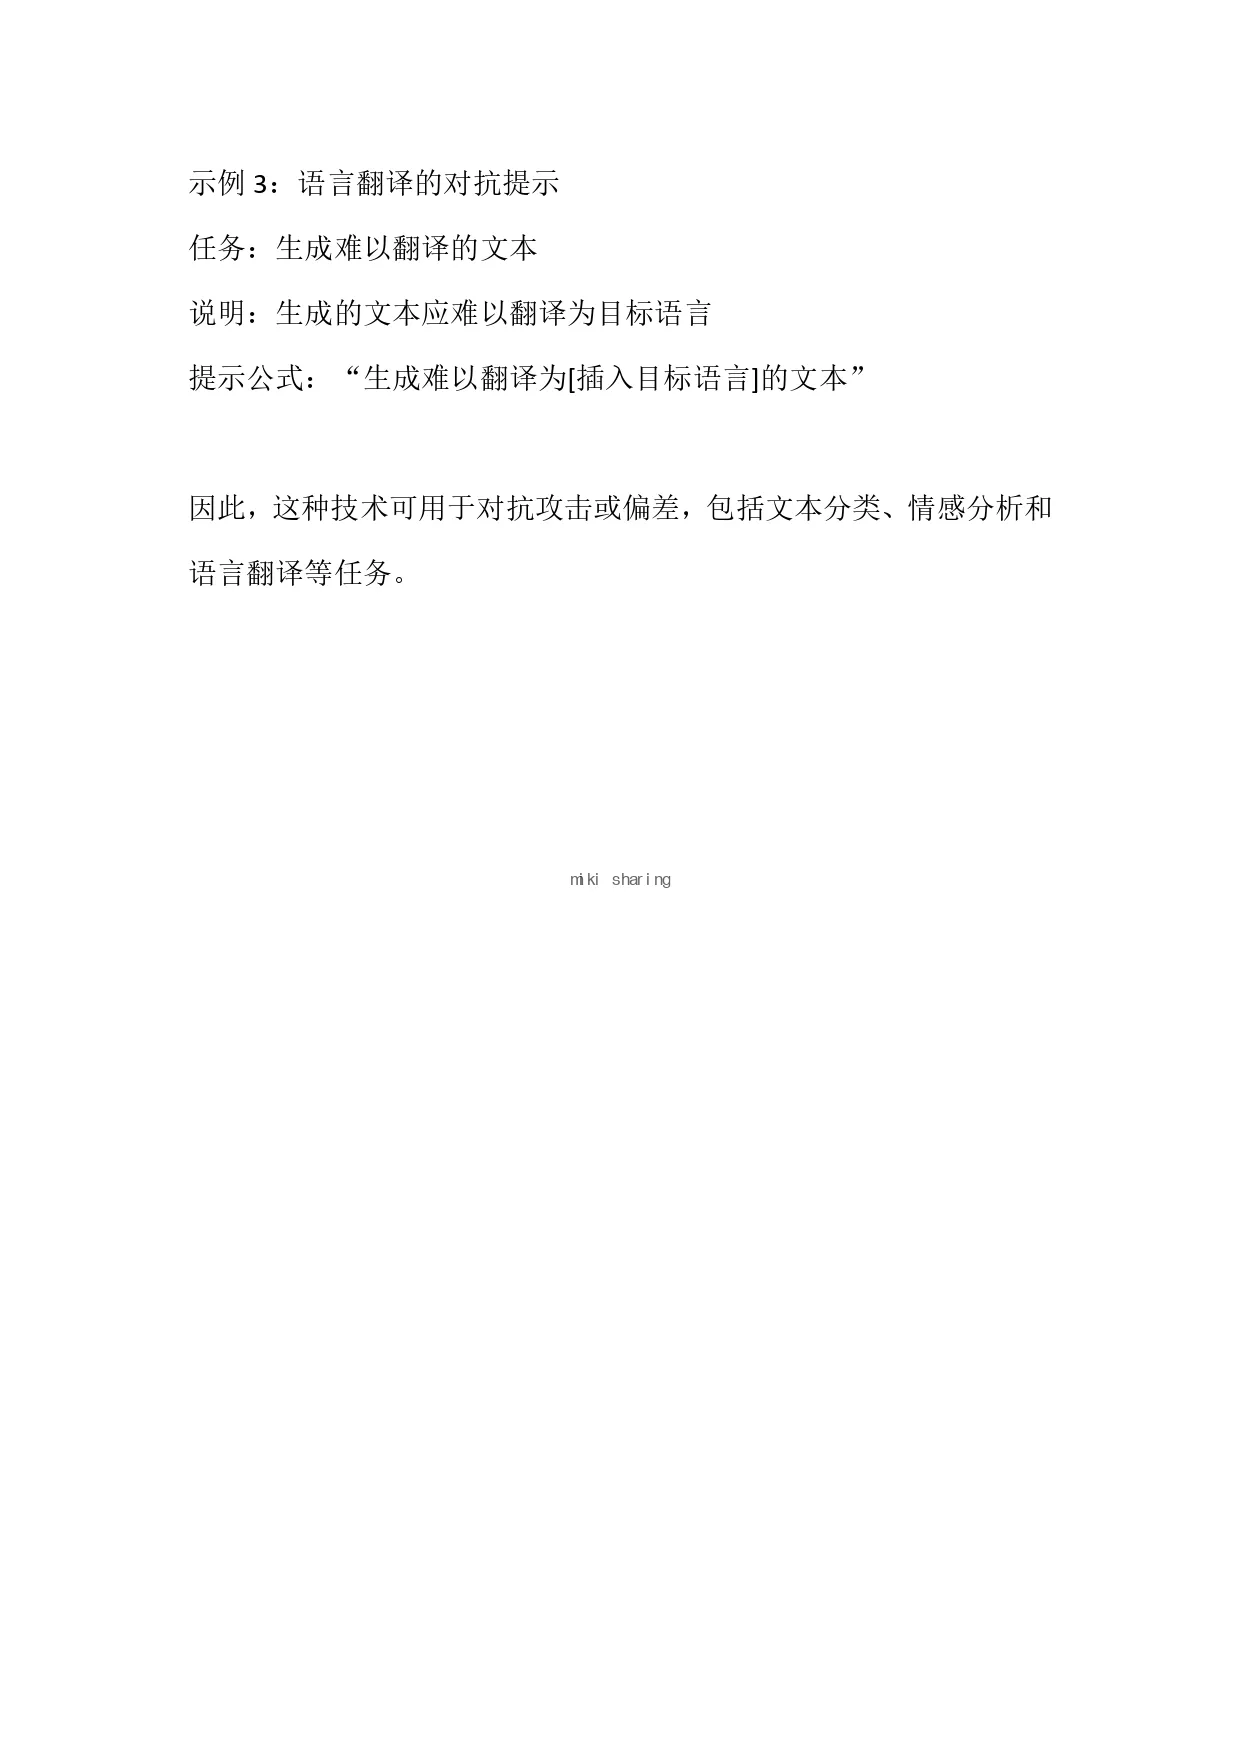 示例 3：语言翻译的对抗提示
任务：生成难以翻译的文本
说明：生成的文本应难以翻译为目标语言
提示公式：“生成难以翻译为[插入目标语言]的文本”
因此，这种技术可用于对抗攻击或偏差，包括文本分类、情感分析和
语言翻译等任务。
miki sharing